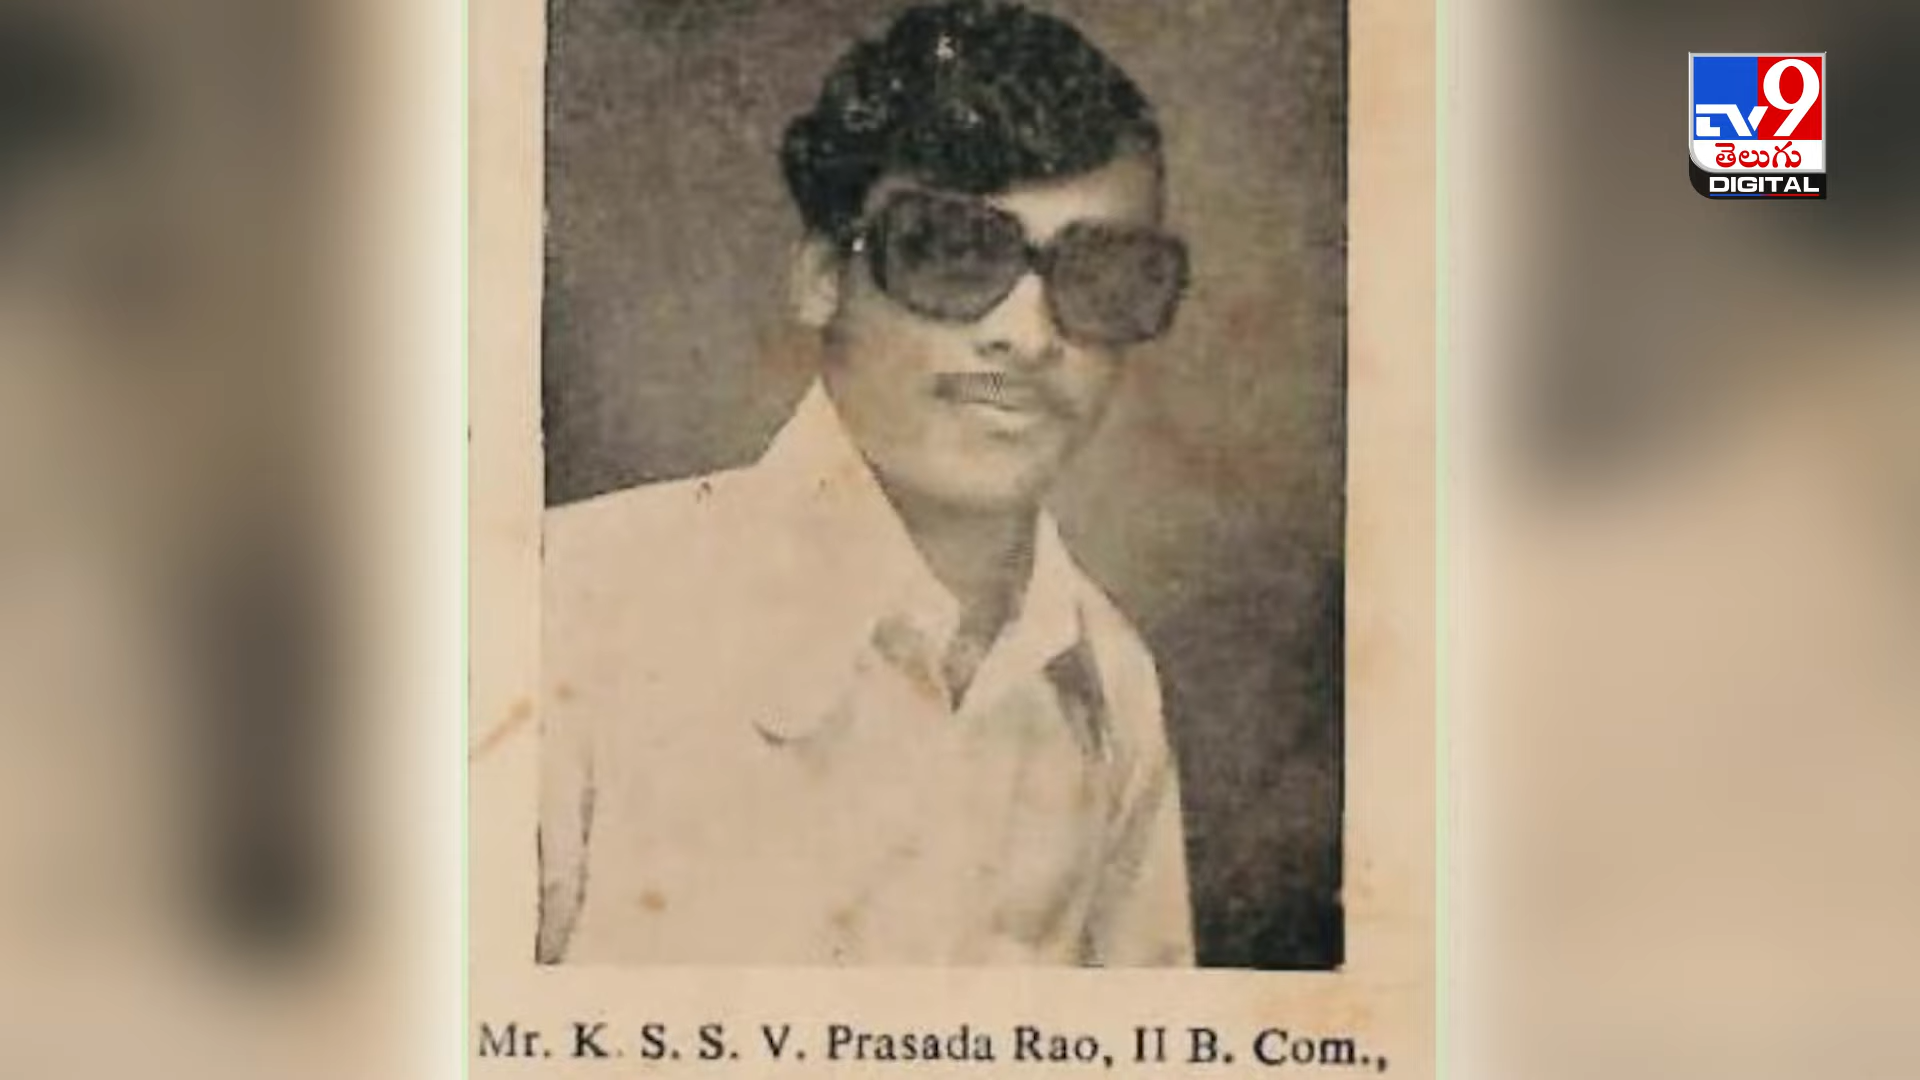 TV9
తెలుగు
DIGITAL
Mr. K. S. S. V. Prasada Rao, II B. Com.,